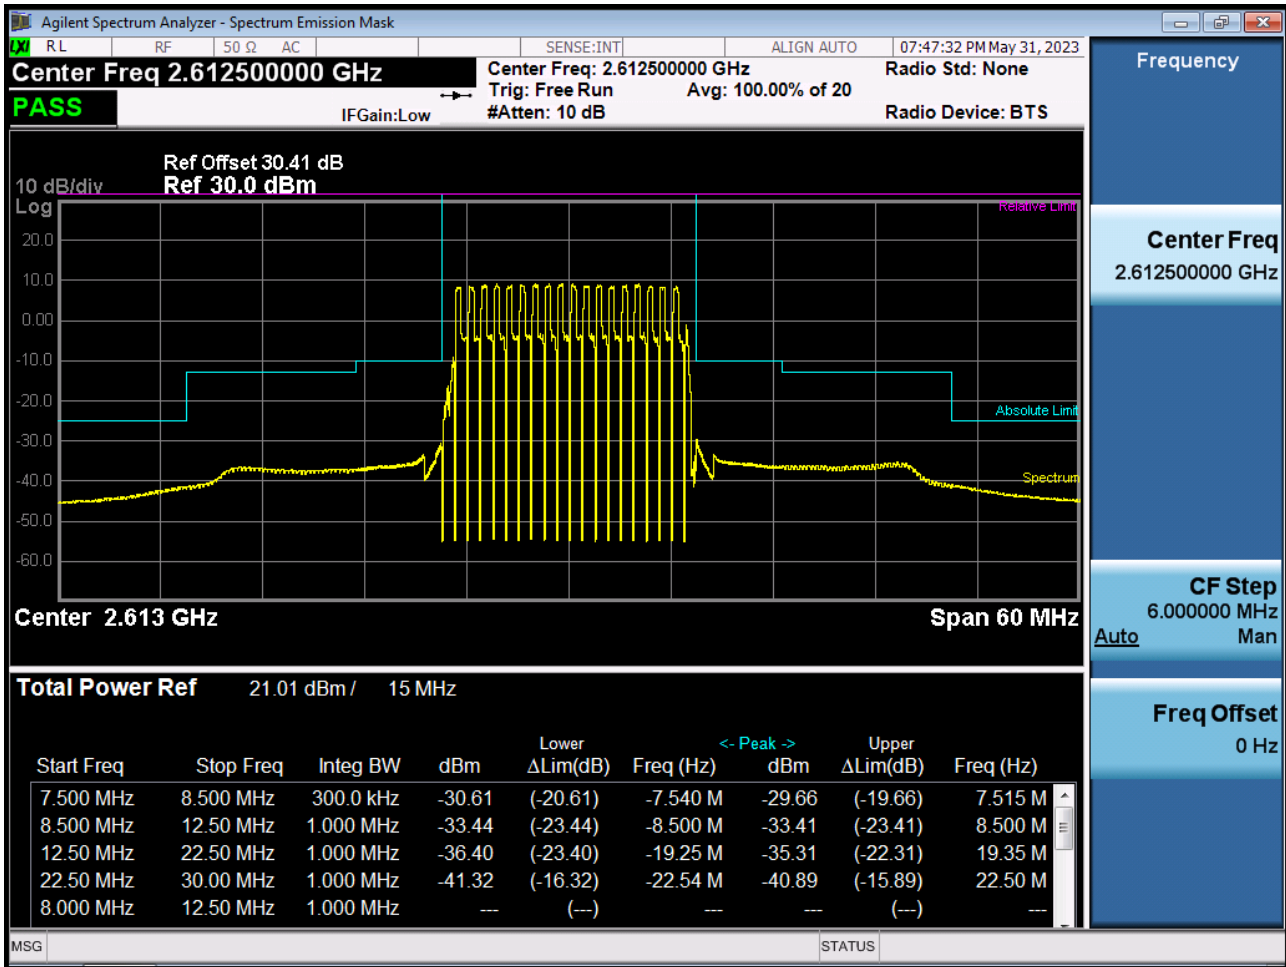 Agilent Spectrum Analyzer - Spectrum Emission Mask
LXI RL RF 50 Ω AC SENSE:INT ALIGN AUTO 07:47:32 PM May 31, 2023
Center Freq 2.612500000 GHz
Center Freq: 2.612500000 GHz Radio Std: None
Trig: Free Run Avg: 100.00% of 20
PASS
IFGain:Low #Atten: 10 dB Radio Device: BTS
Ref Offset 30.41 dB
10 dB/div Ref 30.0 dBm
Log
Relative Limit
20.0
10.0
0.00
-10.0
-20.0
Absolute Limit
-30.0
-40.0
Spectrum
-50.0
-60.0
Center 2.613 GHz Span 60 MHz
Total Power Ref 21.01 dBm / 15 MHz
Lower <- Peak -> Upper
Start Freq Stop Freq Integ BW dBm ΔLim(dB) Freq (Hz) dBm ΔLim(dB) Freq (Hz)
7.500 MHz 8.500 MHz 300.0 kHz -30.61 (-20.61) -7.540 M -29.66 (-19.66) 7.515 M
8.500 MHz 12.50 MHz 1.000 MHz -33.44 (-23.44) -8.500 M -33.41 (-23.41) 8.500 M
12.50 MHz 22.50 MHz 1.000 MHz -36.40 (-23.40) -19.25 M -35.31 (-22.31) 19.35 M
22.50 MHz 30.00 MHz 1.000 MHz -41.32 (-16.32) -22.54 M -40.89 (-15.89) 22.50 M
8.000 MHz 12.50 MHz 1.000 MHz --- (---) --- --- (---) ---
MSG STATUS
Frequency
Center Freq
2.612500000 GHz
CF Step
6.000000 MHz
Auto Man
Freq Offset
0 Hz